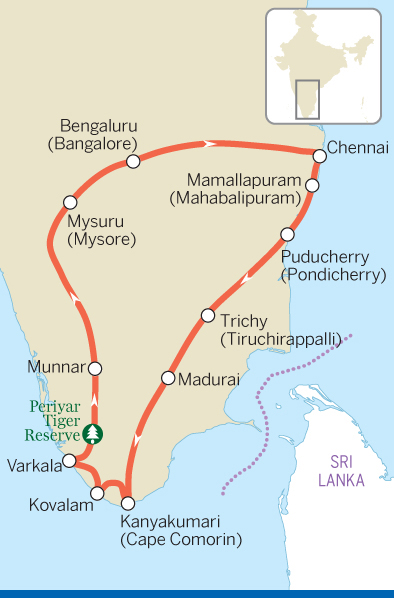 Bengaluru
(Bangalore)
Chennai
Mamallapuram
(Mahabalipuram)
Mysuru
(Mysore)
Puducherry
(Pondicherry)
Trichy
(Tiruchirappalli)
Munnar
Madurai
Periyar
Tiger
Reserve
Varkala
Kovalam
Kanyakumari
(Cape Comorin)
SRI
LANKA